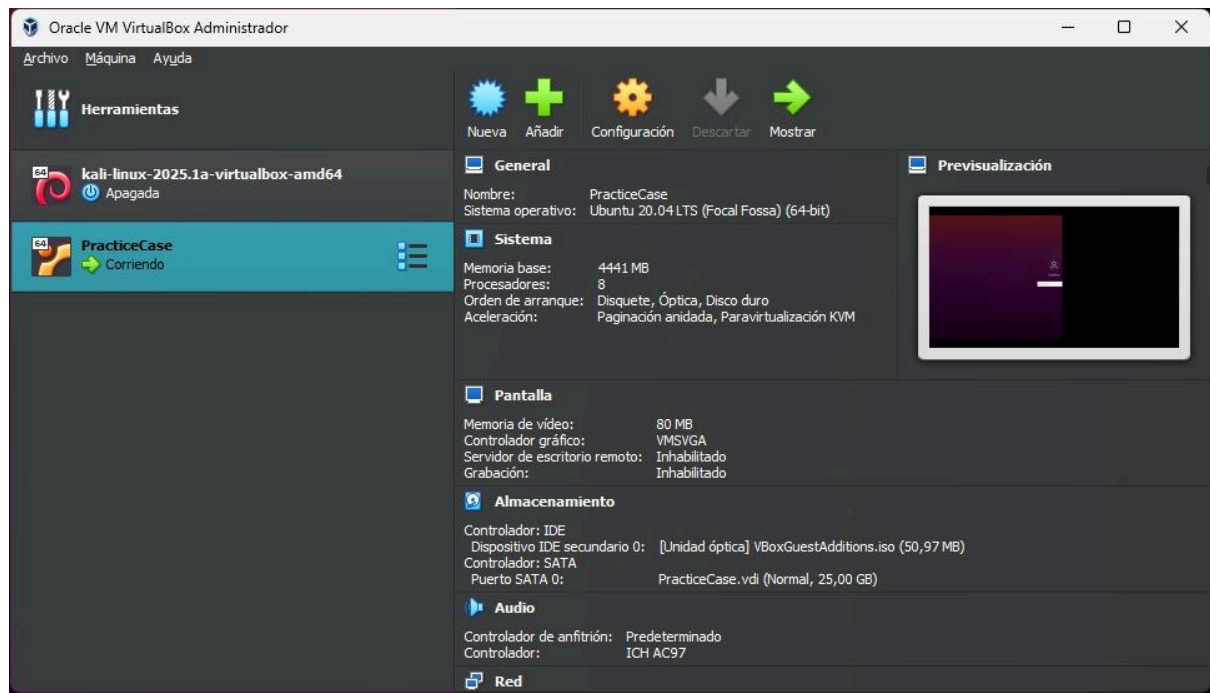 Oracle VM VirtualBox Administrador
Archivo Máquina Ayuda
Herramientas
Nueva Añadir Configuración Descartar Mostrar
64
kali-linux-2025.1a-virtualbox-amd64
Apagada
64
PracticeCase
Corriendo
General
Nombre: PracticeCase
Sistema operativo: Ubuntu 20.04 LTS (Focal Fossa) (64-bit)
Sistema
Memoria base: 4441 MB
Procesadores: 8
Orden de arranque: Disquete, Óptica, Disco duro
Aceleración: Paginación anidada, Paravirtualización KVM
Previsualización
Pantalla
Memoria de vídeo: 80 MB
Controlador gráfico: VMSVGA
Servidor de escritorio remoto: Inhabilitado
Grabación: Inhabilitado
Almacenamiento
Controlador: IDE
Dispositivo IDE secundario 0: [Unidad óptica] VBoxGuestAdditions.iso (50,97 MB)
Controlador: SATA
Puerto SATA 0: PracticeCase.vdi (Normal, 25,00 GB)
Audio
Controlador de anfitrión: Predeterminado
Controlador: ICH AC97
Red